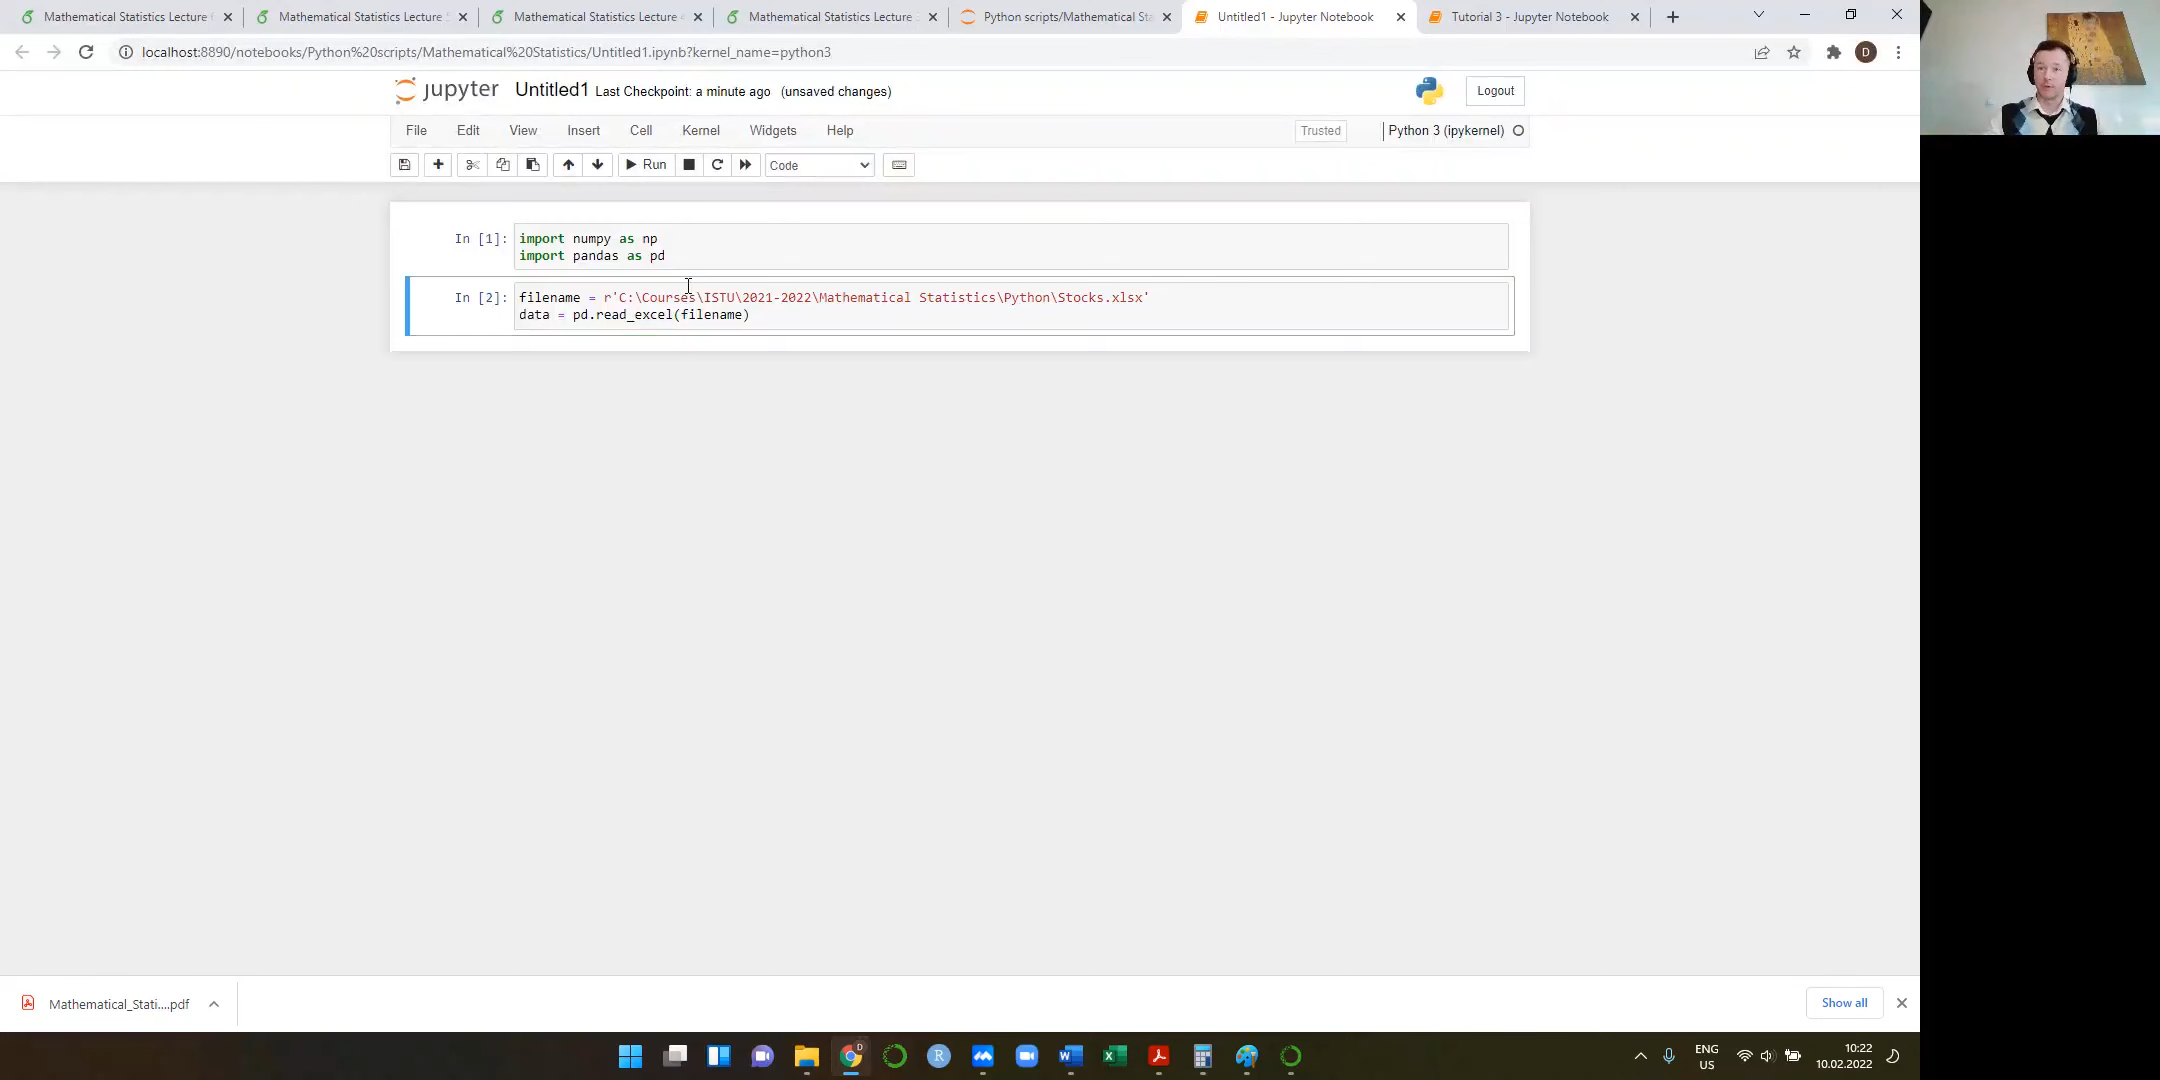 Mathematical Statistics Lecture
Mathematical Statistics Lecture
Mathematical Statistics Lecture
Mathematical Statistics Lecture
Python scripts/Mathematical Sta
Untitled1 - Jupyter Notebook
Tutorial 3 - Jupyter Notebook
localhost:8890/notebooks/Python%20scripts/Mathematical%20Statistics/Untitled1.ipynb?kernel_name=python3
D
jupyter Untitled1 Last Checkpoint: a minute ago (unsaved changes)
Logout
File Edit View Insert Cell Kernel Widgets Help
Trusted
Python 3 (ipykernel)
Run
Code
In [1]: import numpy as np
import pandas as pd
In [2]: filename = r'C:\Courses\ISTU\2021-2022\Mathematical Statistics\Python\Stocks.xlsx'
data = pd.read_excel(filename)
Mathematical_Stati....pdf
Show all
ENG
US
10:22
10.02.2022